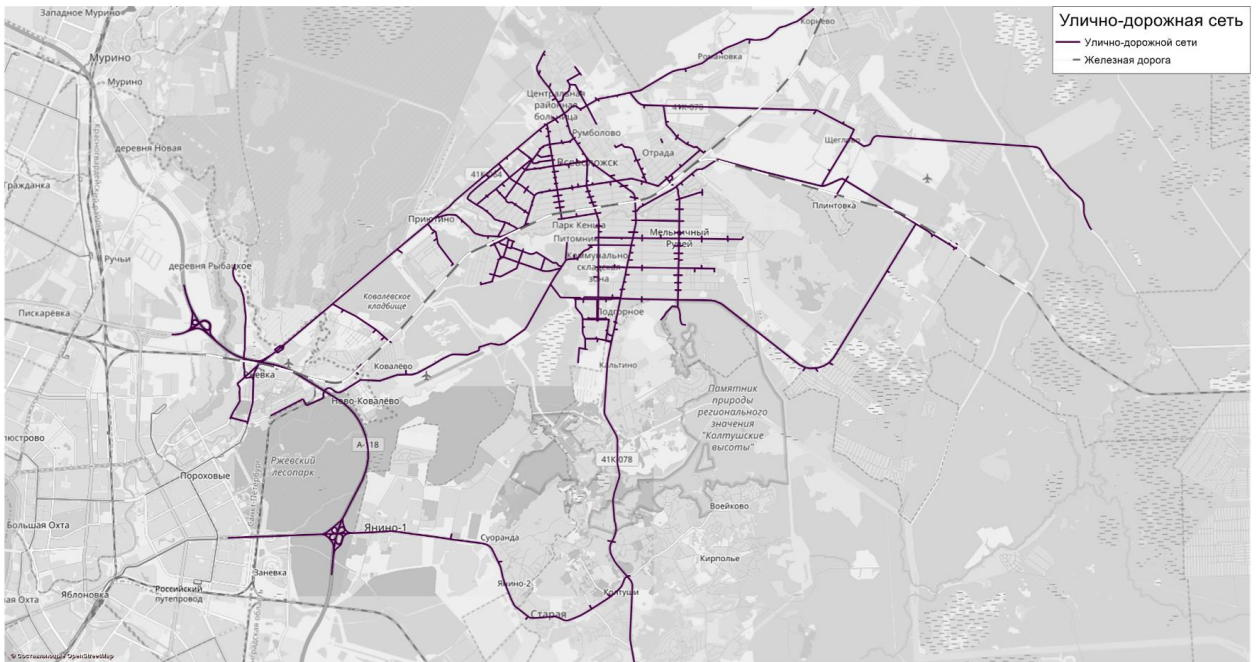 Западное Мурино
Корнево
Улично-дорожная сеть
Улично-дорожной сети
Железная дорога
Мурино
Романовка
Мурино
Центральная
районная
больница
41К-079
деревня Новая
Румболово
Щеглово
Отрада
Всеволожск
41К-064
Гражданка
Плинтовка
Приютино
Парк Кениа
Питомник
Мельничный
Ручей
Ручьи
деревня Рыбацкое
Коммунально
складская
зона
Ковалёвское
кладбище
Пискарёвка
Подгорное
Ковалёво
Кальтино
Ново-Ковалёво
Памятник
природы
регионального
значения
"Колтушские
высоты"
А-118
41К-078
Ржевский
лесопарк
Пороховые
Воейково
Большая Охта
Янино-1
Суоранда
Кирполье
Заневка
Янино-2
Российский
путепровод
Яблоновка
Колтуши
Старая